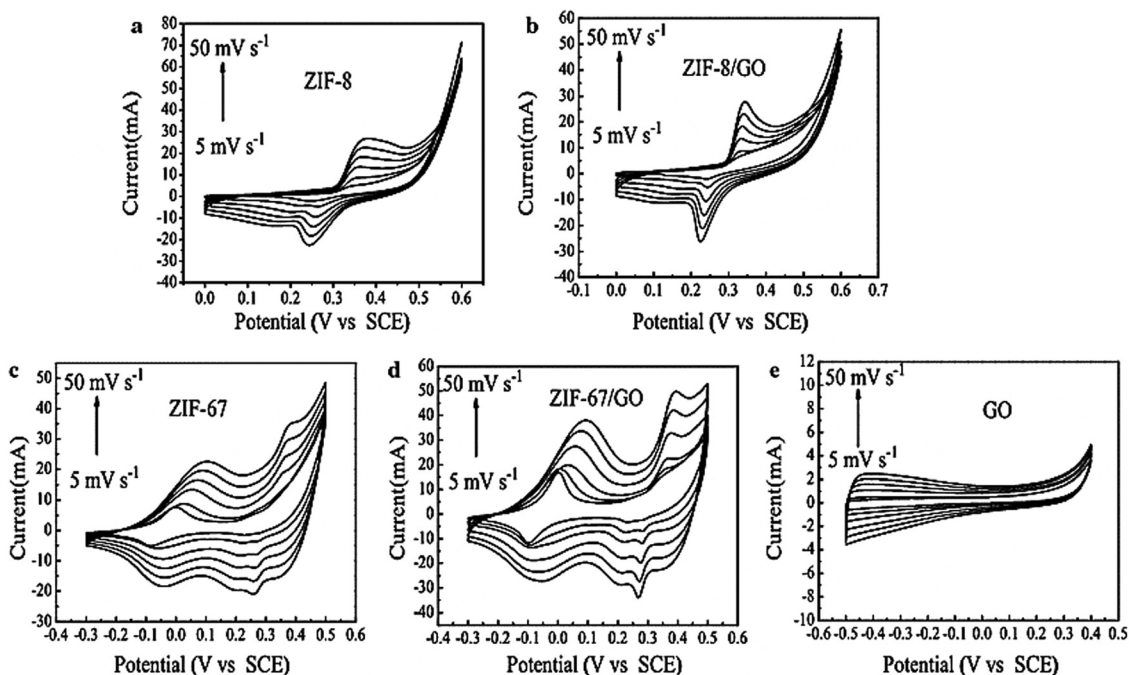 a
50 mV s⁻¹
5 mV s⁻¹
ZIF-8
Current(mA)
80
70
60
50
40
30
20
10
0
-10
-20
-30
-40
0.0 0.1 0.2 0.3 0.4 0.5 0.6
Potential (V vs SCE)
b
50 mV s⁻¹
5 mV s⁻¹
ZIF-8/GO
Current(mA)
60
50
40
30
20
10
0
-10
-20
-30
-40
-0.1 0.0 0.1 0.2 0.3 0.4 0.5 0.6 0.7
Potential (V vs SCE)
c
50 mV s⁻¹
5 mV s⁻¹
ZIF-67
Current(mA)
50
40
30
20
10
0
-10
-20
-30
-0.4 -0.3 -0.2 -0.1 0.0 0.1 0.2 0.3 0.4 0.5 0.6
Potential (V vs SCE)
d
50 mV s⁻¹
5 mV s⁻¹
ZIF-67/GO
Current(mA)
60
50
40
30
20
10
0
-10
-20
-30
-40
-0.4 -0.3 -0.2 -0.1 0.0 0.1 0.2 0.3 0.4 0.5 0.6
Potential (V vs SCE)
e
50 mV s⁻¹
5 mV s⁻¹
GO
Current(mA)
12
10
8
6
4
2
0
-2
-4
-6
-8
-10
-0.6 -0.5 -0.4 -0.3 -0.2 -0.1 0.0 0.1 0.2 0.3 0.4 0.5
Potential (V vs SCE)